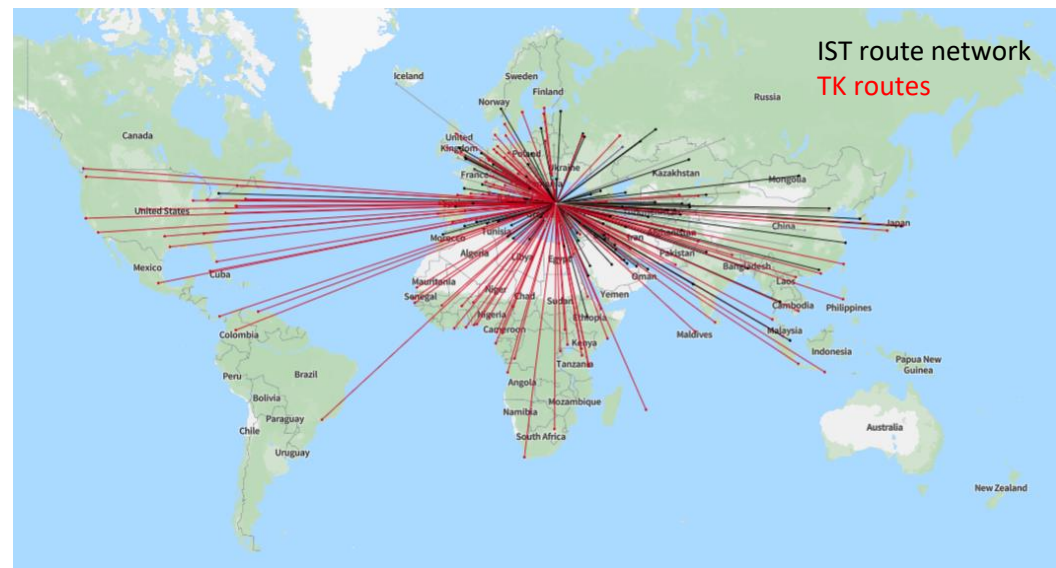 IST route network
TK routes
Iceland
Sweden
Finland
Norway
Russia
Canada
United
Kingdom
Poland
Ukraine
France
Kazakhstan
Mongolia
United States
China
Japan
Morocco
Tunisia
Algeria
Libya
Egypt
Iran
Afghanistan
Pakistan
Mexico
Cuba
Bangladesh
Laos
Oman
Mauritania
Senegal
Niger
Chad
Sudan
Yemen
Cambodia
Philippines
Nigeria
Ethiopia
Colombia
Cameroon
Kenya
Maldives
Malaysia
Indonesia
Papua New
Guinea
Peru
Brazil
Tanzania
Angola
Bolivia
Mozambique
Namibia
Paraguay
Chile
South Africa
Australia
Uruguay
New Zealand